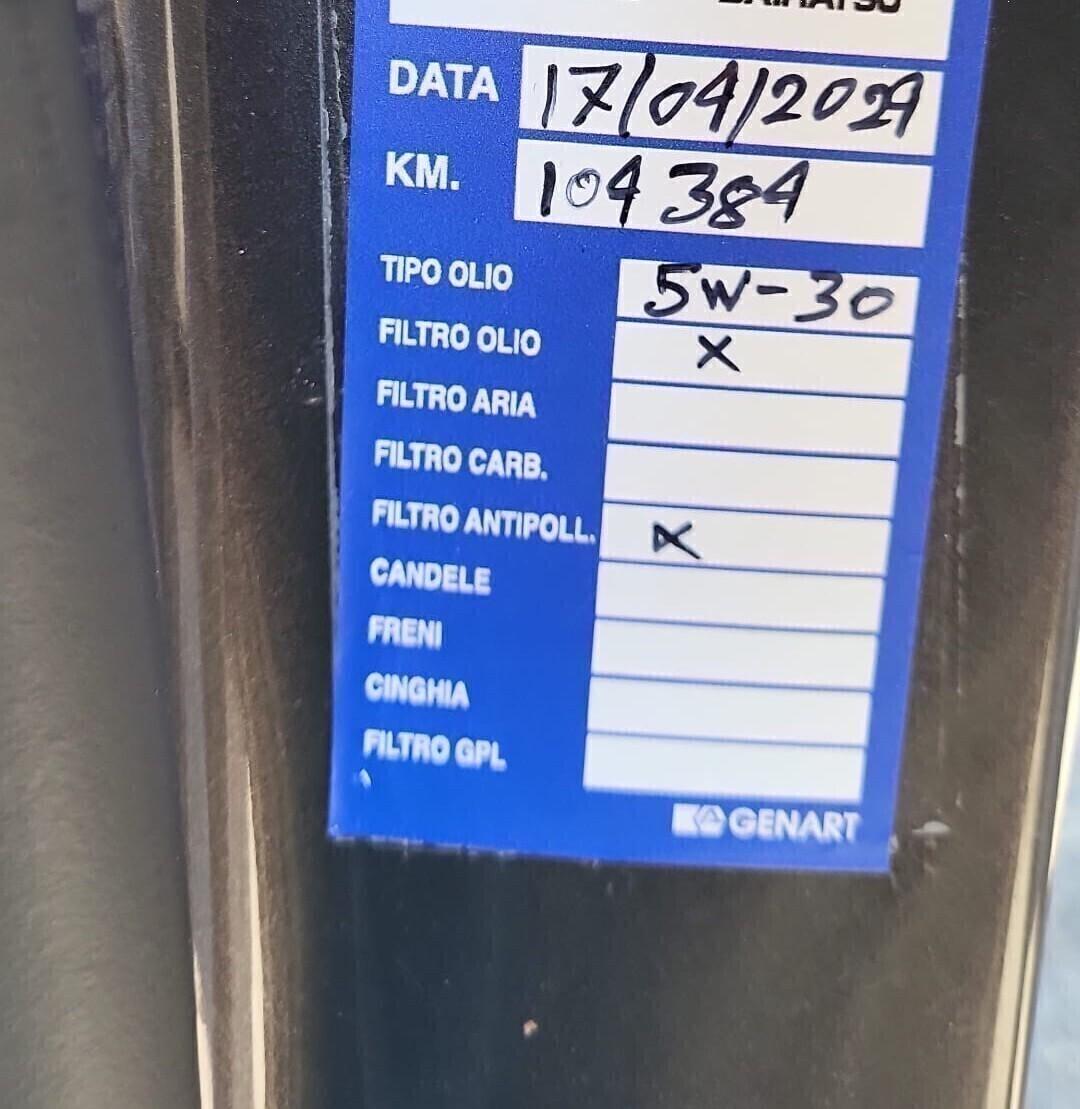 DAIHATSU
DATA 17/04/2024
KM. 104384
TIPO OLIO 5W-30
FILTRO OLIO X
FILTRO ARIA
FILTRO CARB.
FILTRO ANTIPOLL. X
CANDELE
FRENI
CINGHIA
FILTRO GPL
GENART